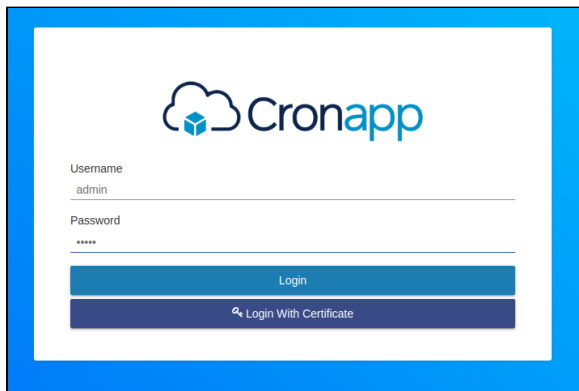 Cronapp
Username
admin
Password
•••••
Login
Login With Certificate